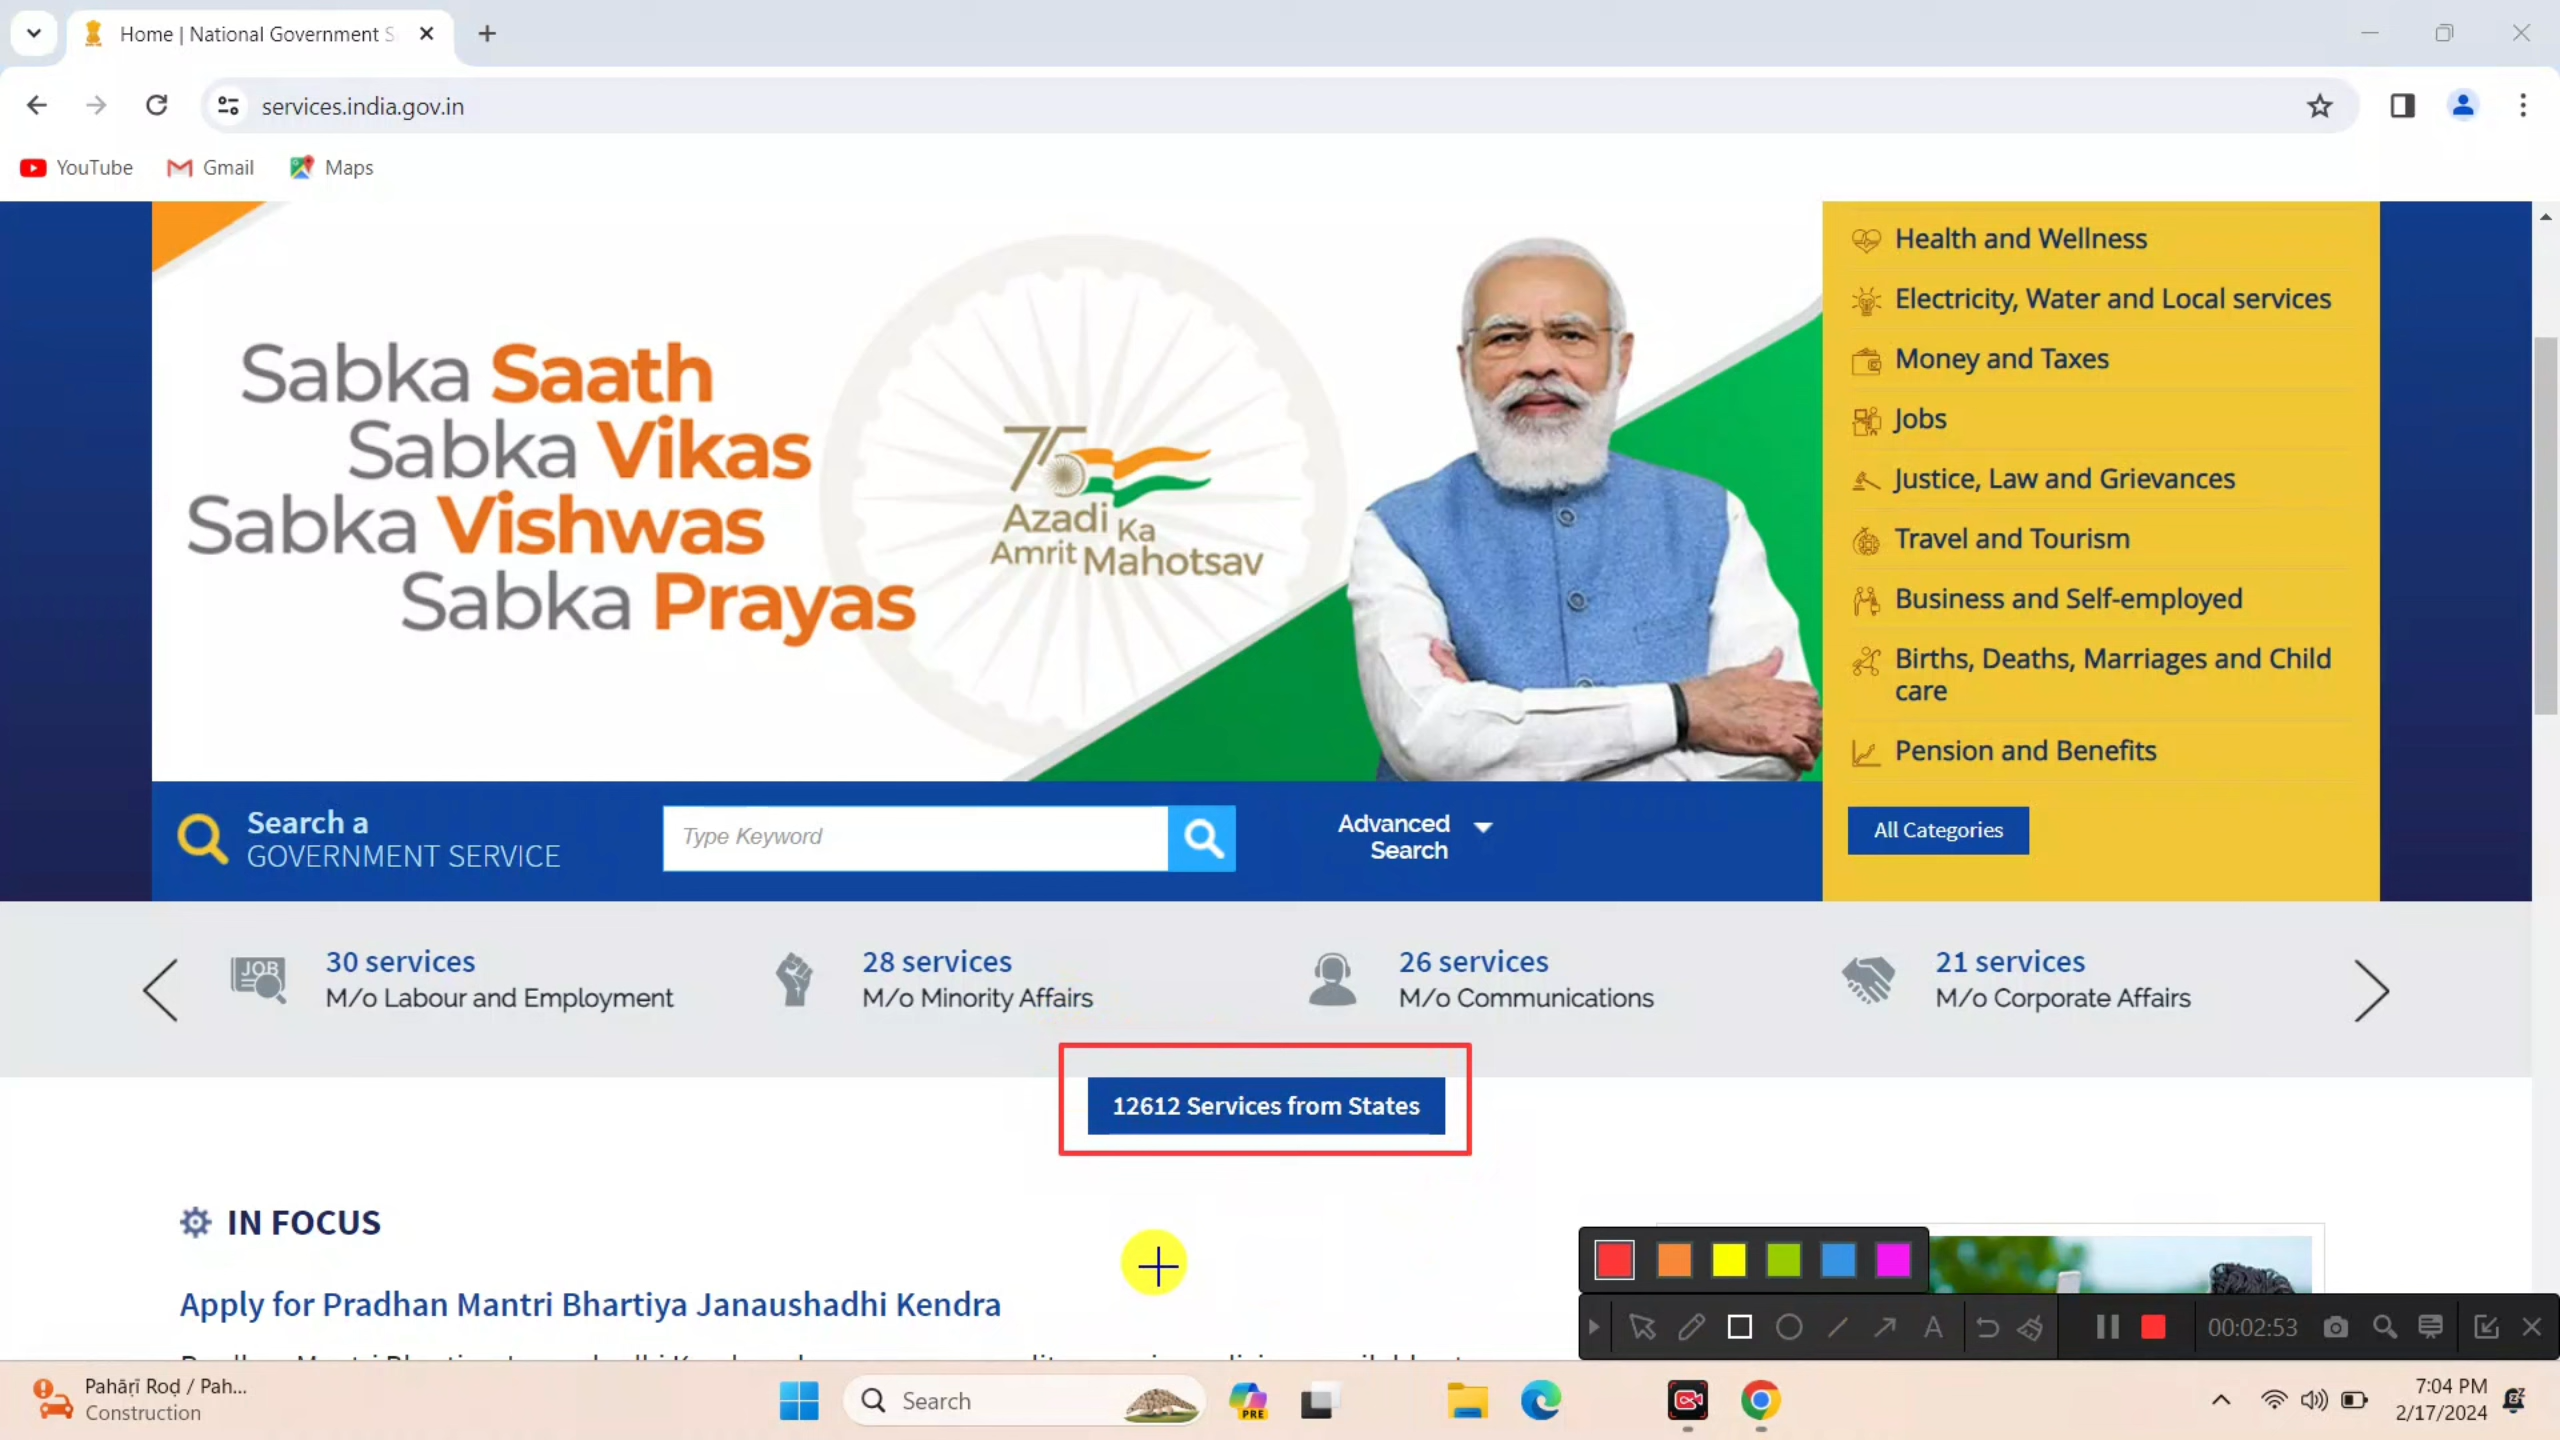 Home | National Government S
services.india.gov.in
YouTube
Gmail
Maps
Sabka Saath
Sabka Vikas
Sabka Vishwas
Sabka Prayas
75
Azadi Ka
Amrit Mahotsav
Health and Wellness
Electricity, Water and Local services
Money and Taxes
Jobs
Justice, Law and Grievances
Travel and Tourism
Business and Self-employed
Births, Deaths, Marriages and Child
care
Pension and Benefits
All Categories
Search a
GOVERNMENT SERVICE
Type Keyword
Advanced
Search
JOB
30 services
M/o Labour and Employment
28 services
M/o Minority Affairs
26 services
M/o Communications
21 services
M/o Corporate Affairs
12612 Services from States
IN FOCUS
Apply for Pradhan Mantri Bhartiya Janaushadhi Kendra
A
00:02:53
Pahāṛī Roḍ / Pah...
Construction
Search
PRE
7:04 PM
2/17/2024